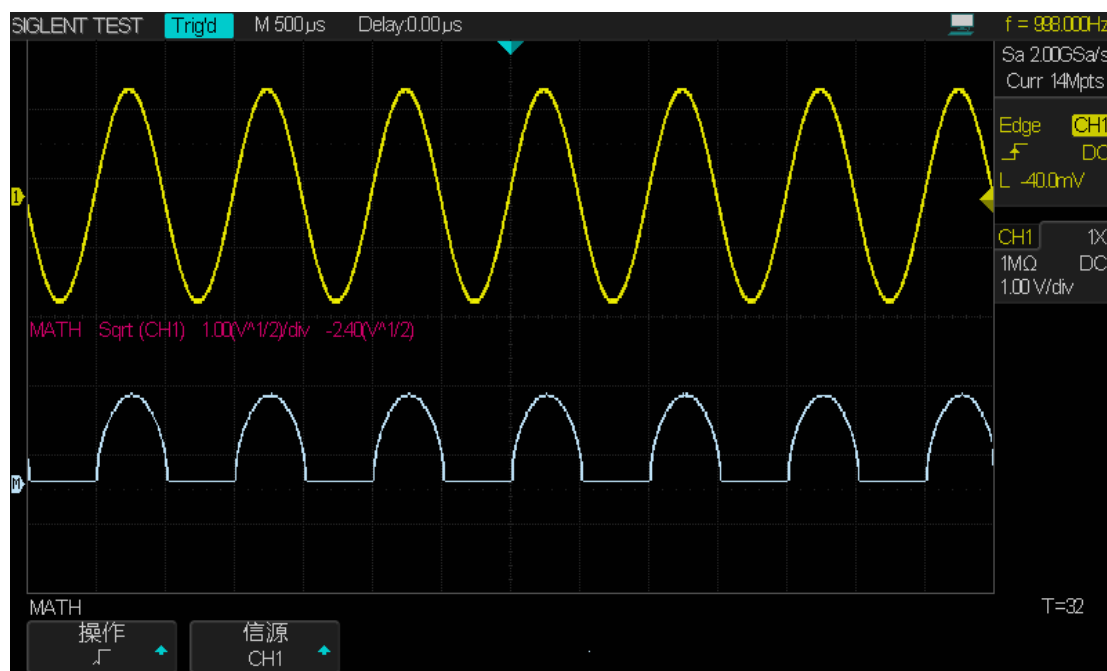 SIGLENT TEST Trig'd M 500μs Delay:0.00μs f = 998.000Hz
Sa 2.00GSa/s
Curr 14Mpts
Edge CH1
DC
L -40.0mV
1
CH1 1X
1MΩ DC
1.00 V/div
MATH Sqrt (CH1) 1.00(V^1/2)/div -2.40(V^1/2)
M
MATH T=32
操作 信源
√ CH1